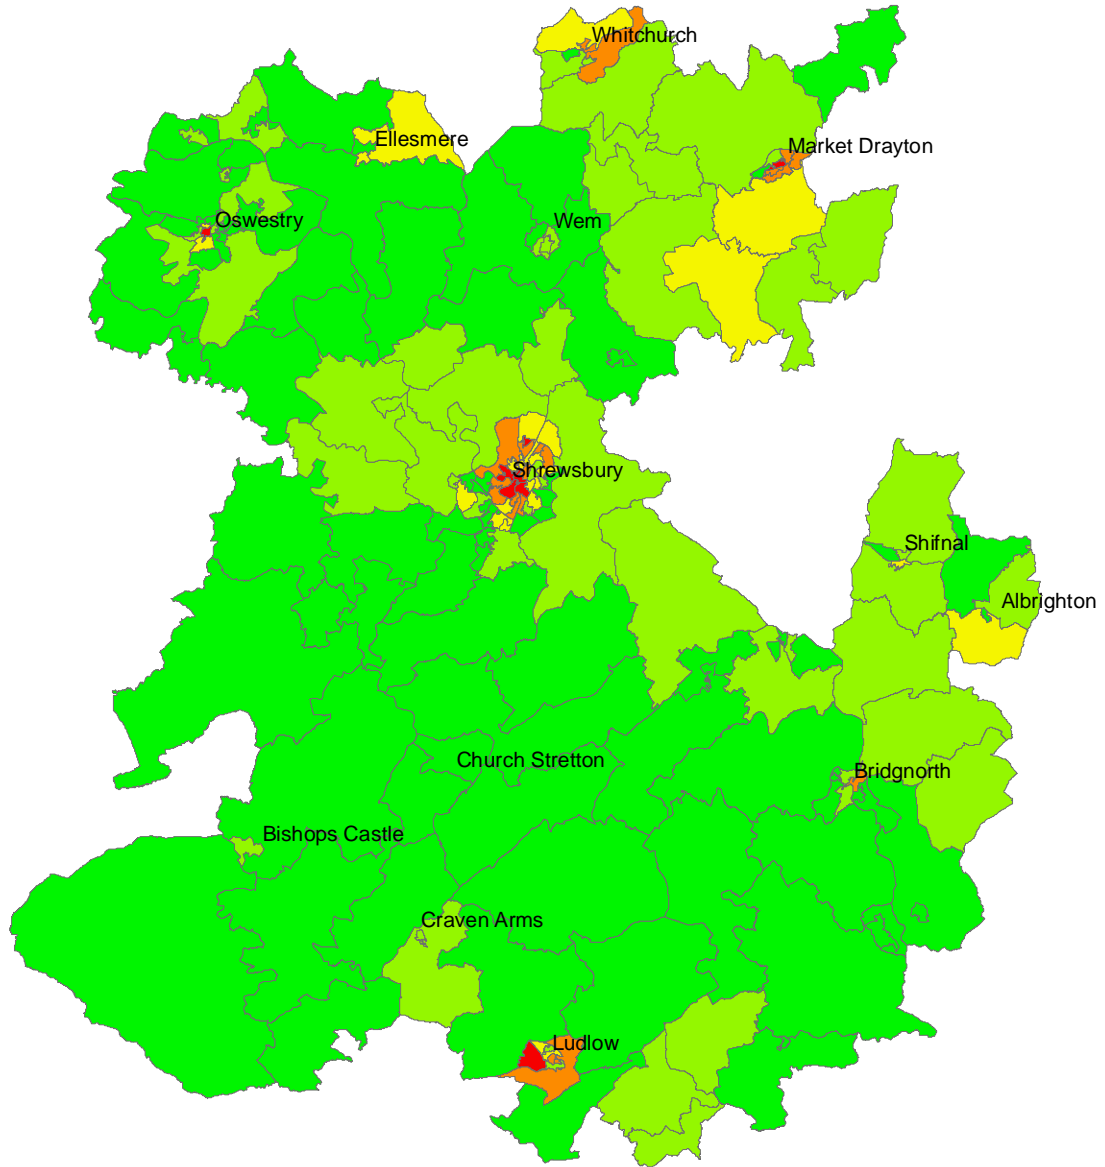 Whitchurch
Ellesmere
Market Drayton
Oswestry
Wem
Shrewsbury
Shifnal
Albrighton
Church Stretton
Bridgnorth
Bishops Castle
Craven Arms
Ludlow